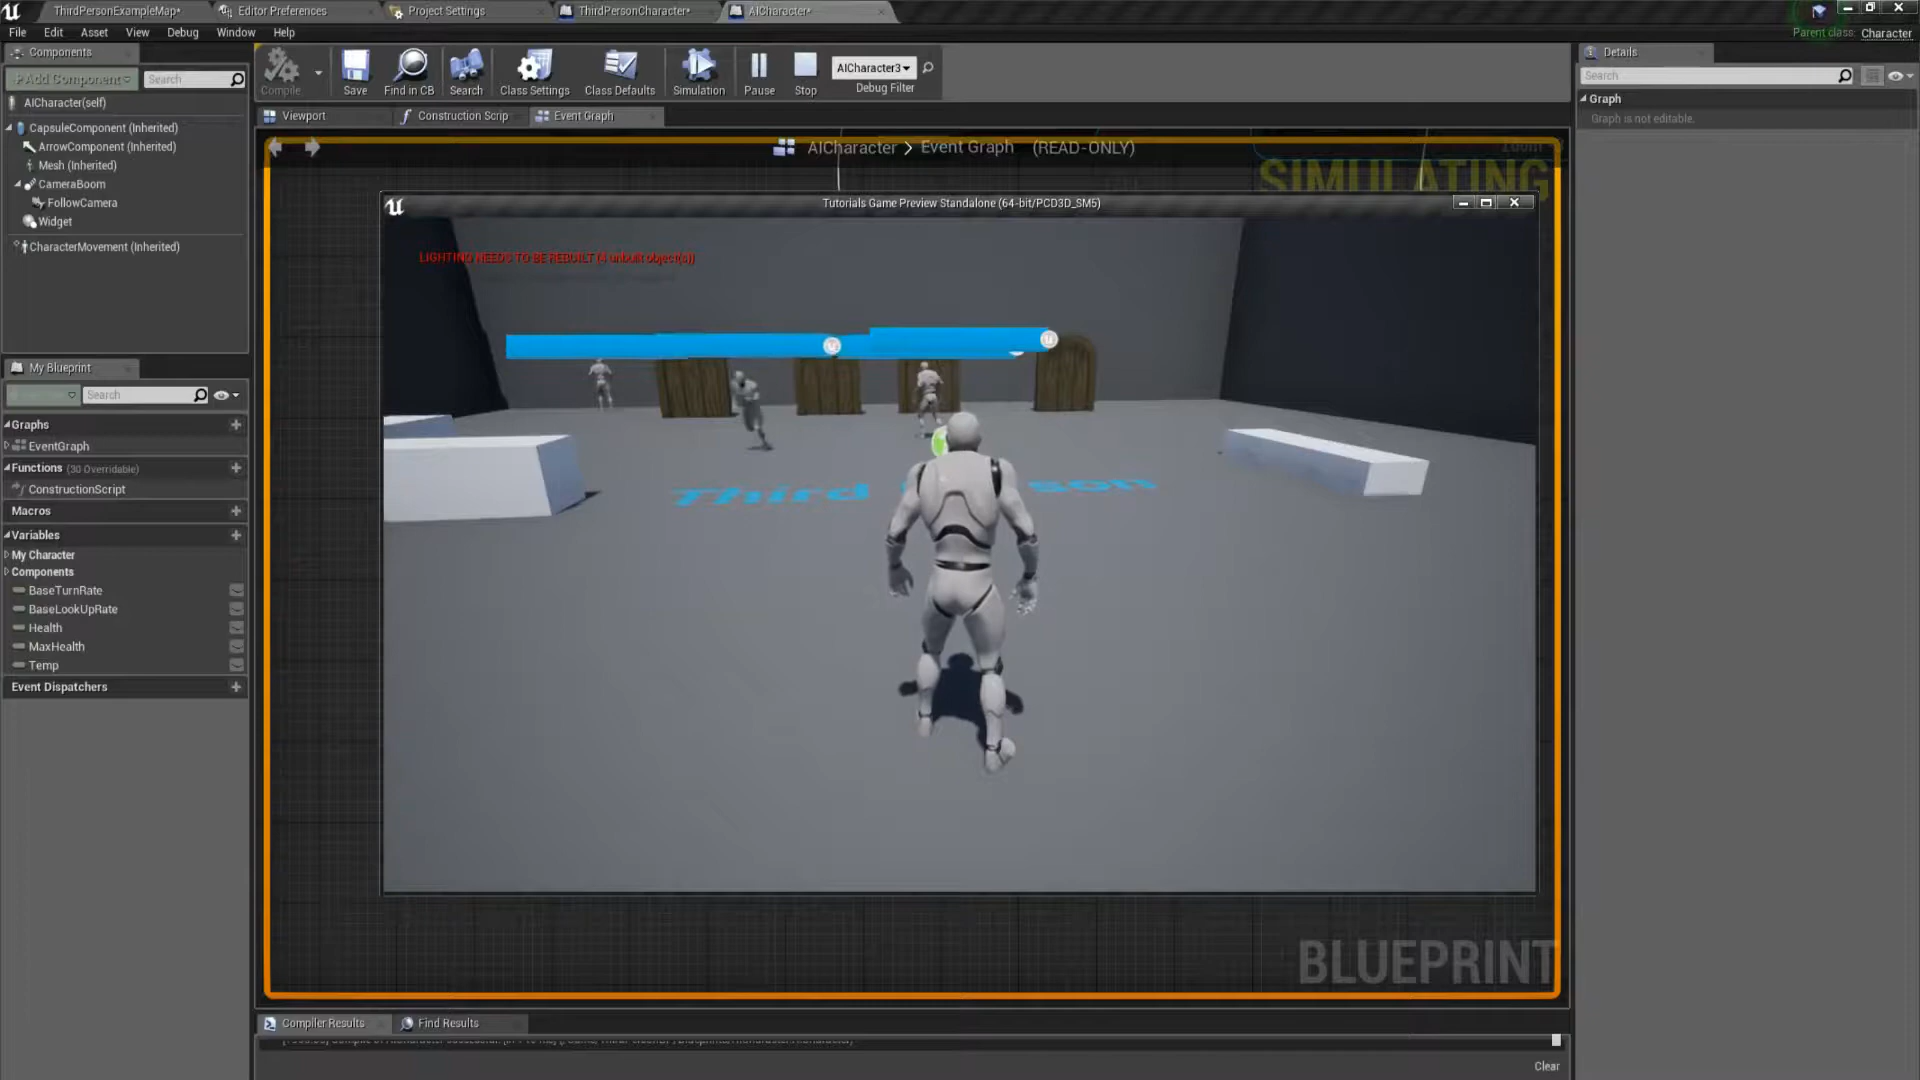 ThirdPersonExampleMap*
Editor Preferences
Project Settings
ThirdPersonCharacter*
AICharacter*
Parent class: Character
File Edit Asset View Debug Window Help
Components
Add Component
Search
AICharacter(self)
CapsuleComponent (Inherited)
ArrowComponent (Inherited)
Mesh (Inherited)
CameraBoom
FollowCamera
Widget
CharacterMovement (Inherited)
My Blueprint
Search
Graphs
EventGraph
Functions (30 Overridable)
ConstructionScript
Macros
Variables
My Character
Components
BaseTurnRate
BaseLookUpRate
Health
MaxHealth
Temp
Event Dispatchers
Compile
Save
Find in CB
Search
Class Settings
Class Defaults
Simulation
Pause
Stop
AICharacter3
Debug Filter
Viewport
Construction Scrip
Event Graph
AICharacter > Event Graph (READ-ONLY)
SIMULATING
Tutorials Game Preview Standalone (64-bit/PCD3D_SM5)
LIGHTING NEEDS TO BE REBUILT (4 unbuilt object(s))
Third
BLUEPRINT
Compiler Results
Find Results
Clear
Details
Search
Graph
Graph is not editable.